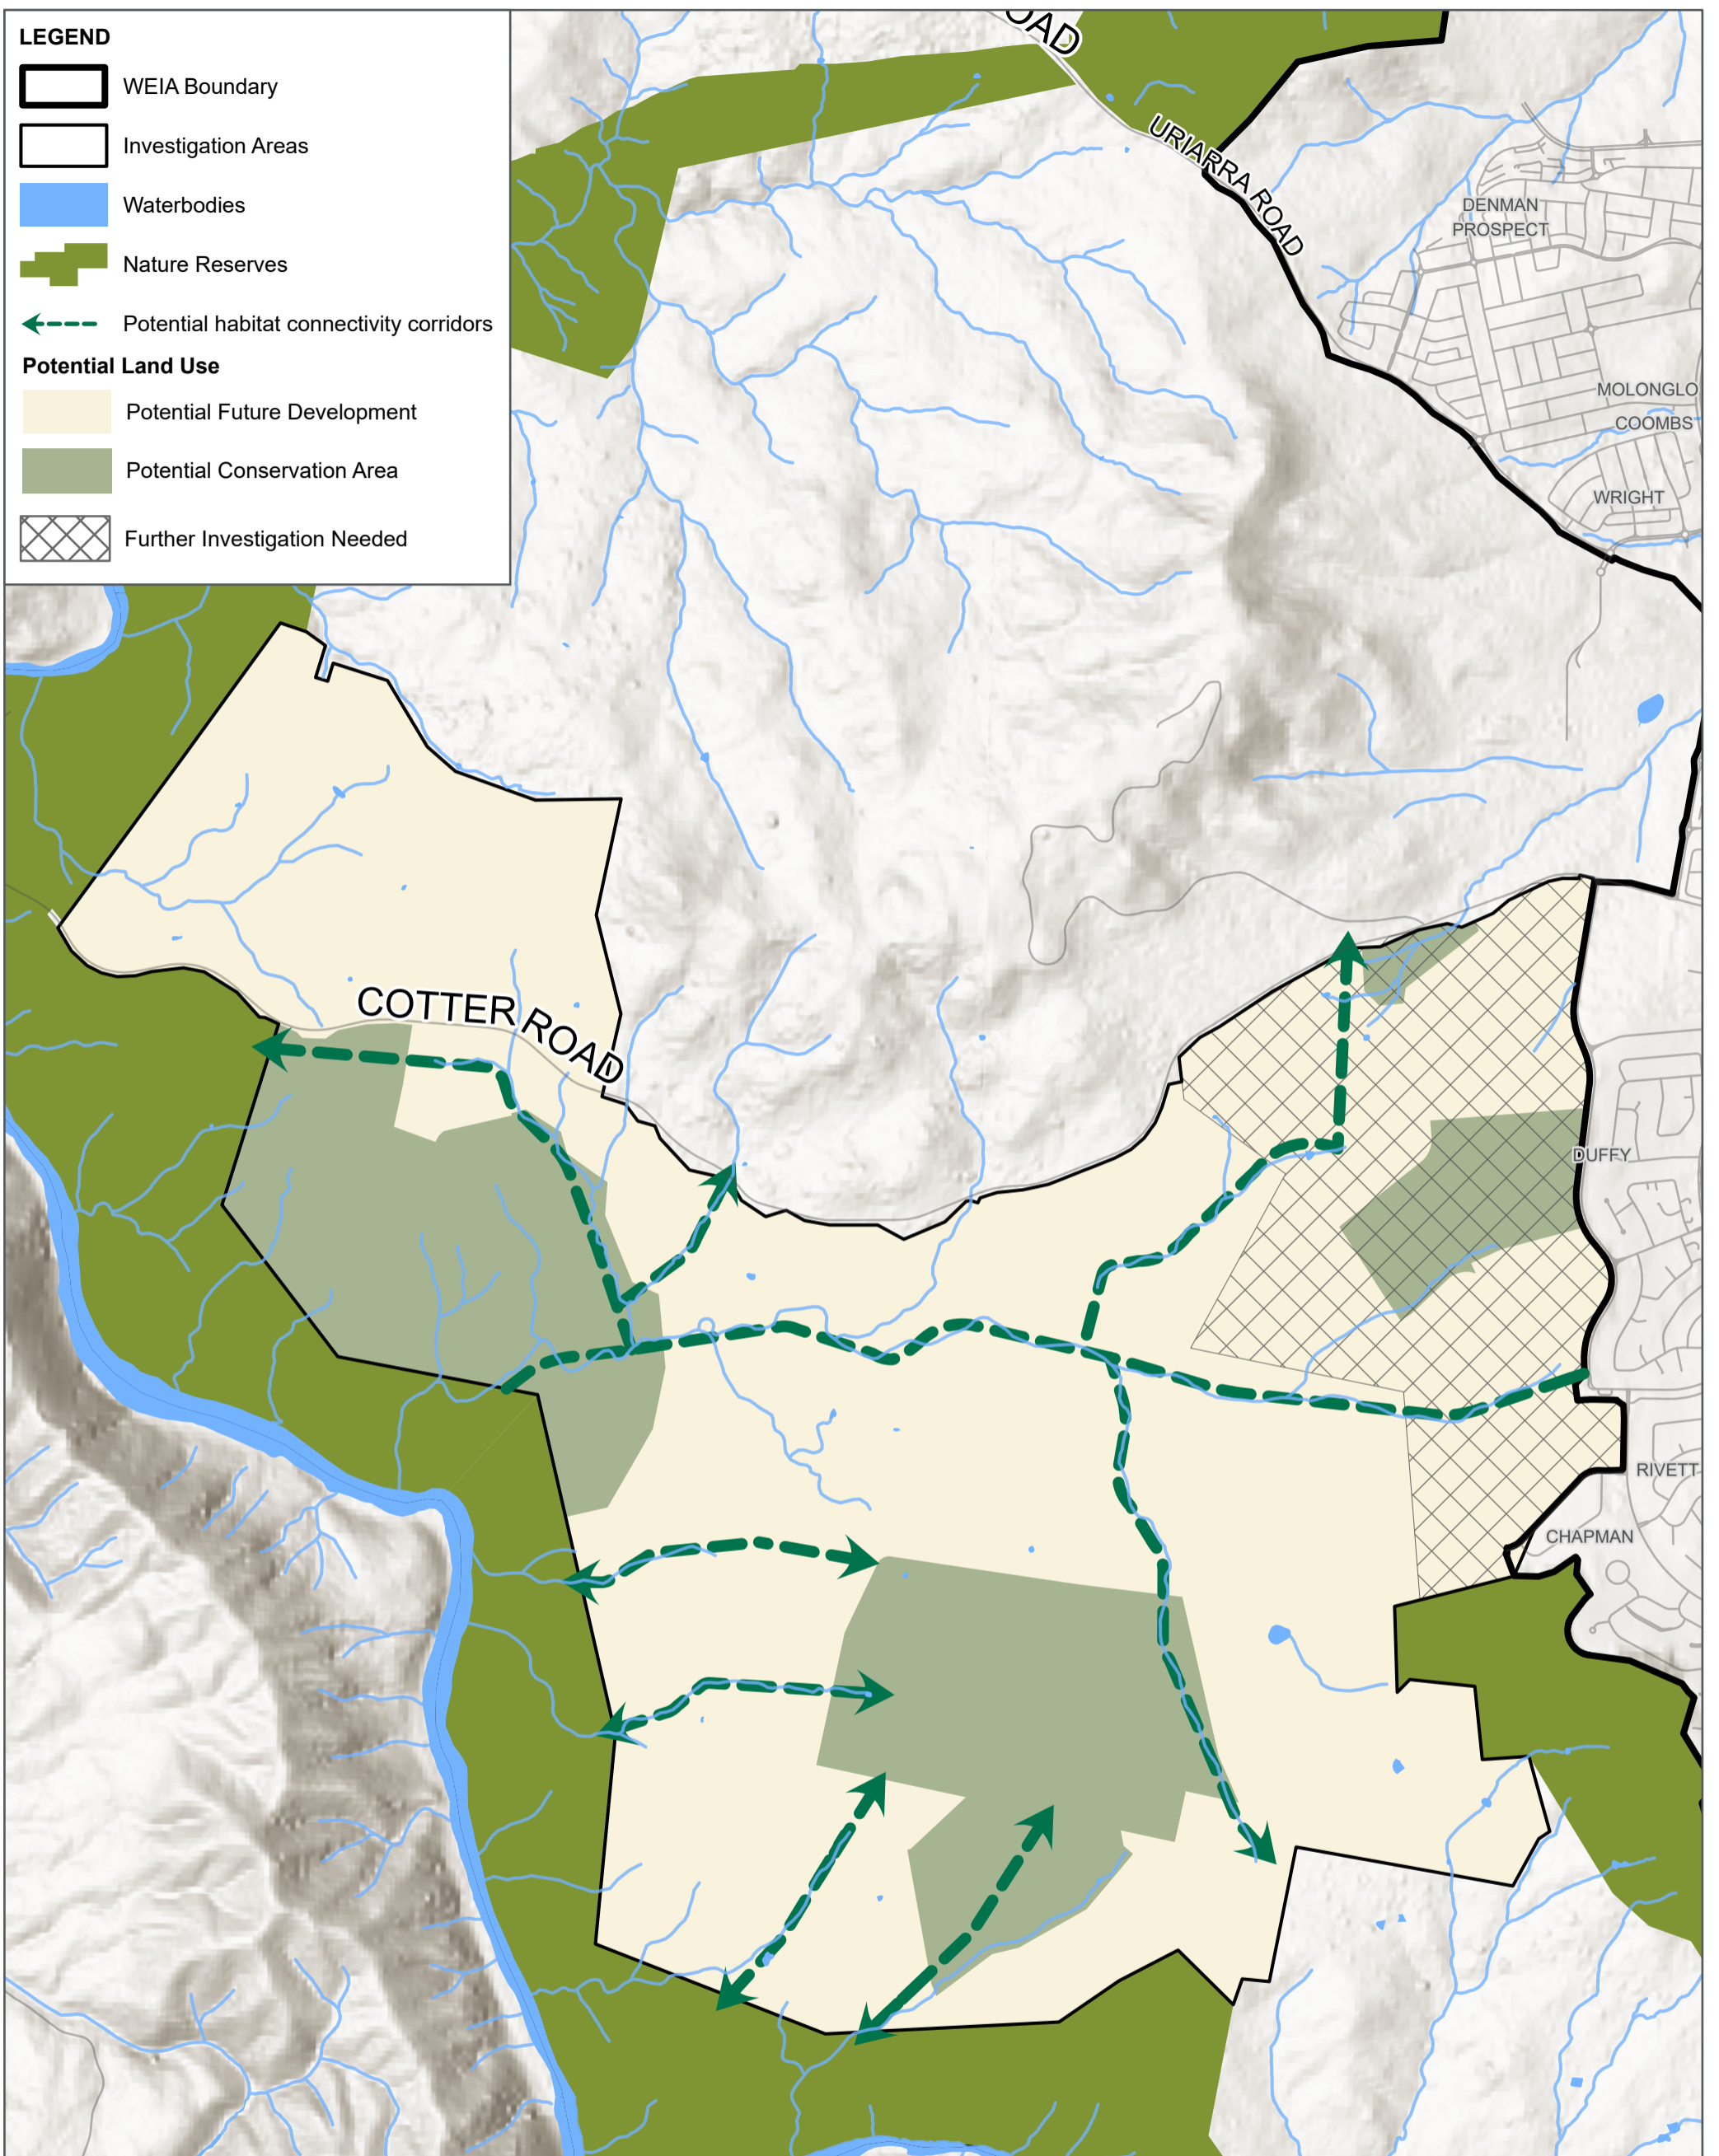 LEGEND
WEIA Boundary
Investigation Areas
Waterbodies
Nature Reserves
Potential habitat connectivity corridors
Potential Land Use
Potential Future Development
Potential Conservation Area
Further Investigation Needed
OAD
URIARRA ROAD
DENMAN
PROSPECT
MOLONGLO
COOMBS
WRIGHT
COTTER ROAD
DUFFY
RIVETT
CHAPMAN